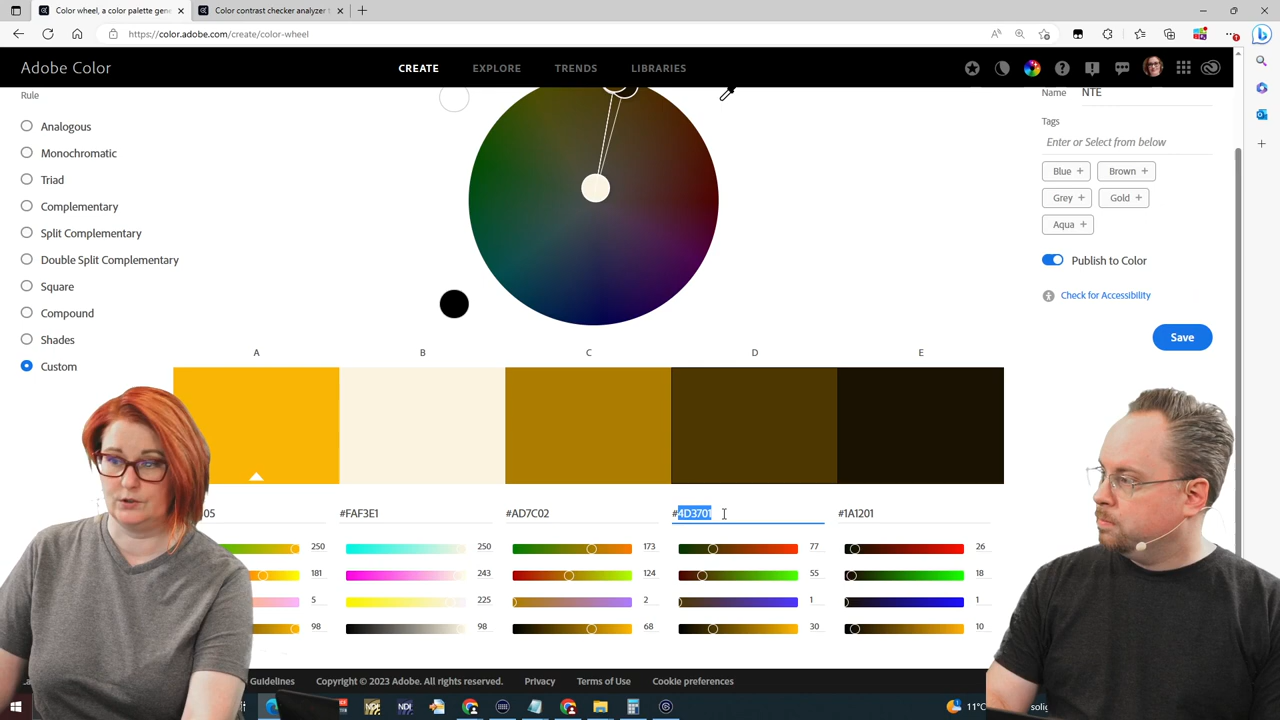 Color wheel, a color palette gene
Color contrast checker analyzer t
https://color.adobe.com/create/color-wheel
Adobe Color
CREATE
EXPLORE
TRENDS
LIBRARIES
Rule
Analogous
Monochromatic
Triad
Complementary
Split Complementary
Double Split Complementary
Square
Compound
Shades
Custom
Name NTE
Tags
Enter or Select from below
Blue +
Brown +
Grey +
Gold +
Aqua +
Publish to Color
Check for Accessibility
Save
A B C D E
05 #FAF3E1 #AD7C02 #4D3701 #1A1201
250 250 173 77 26
181 243 124 55 18
5 225 2 1 1
98 98 68 30 10
Guidelines
Copyright © 2023 Adobe. All rights reserved.
Privacy
Terms of Use
Cookie preferences
11°C